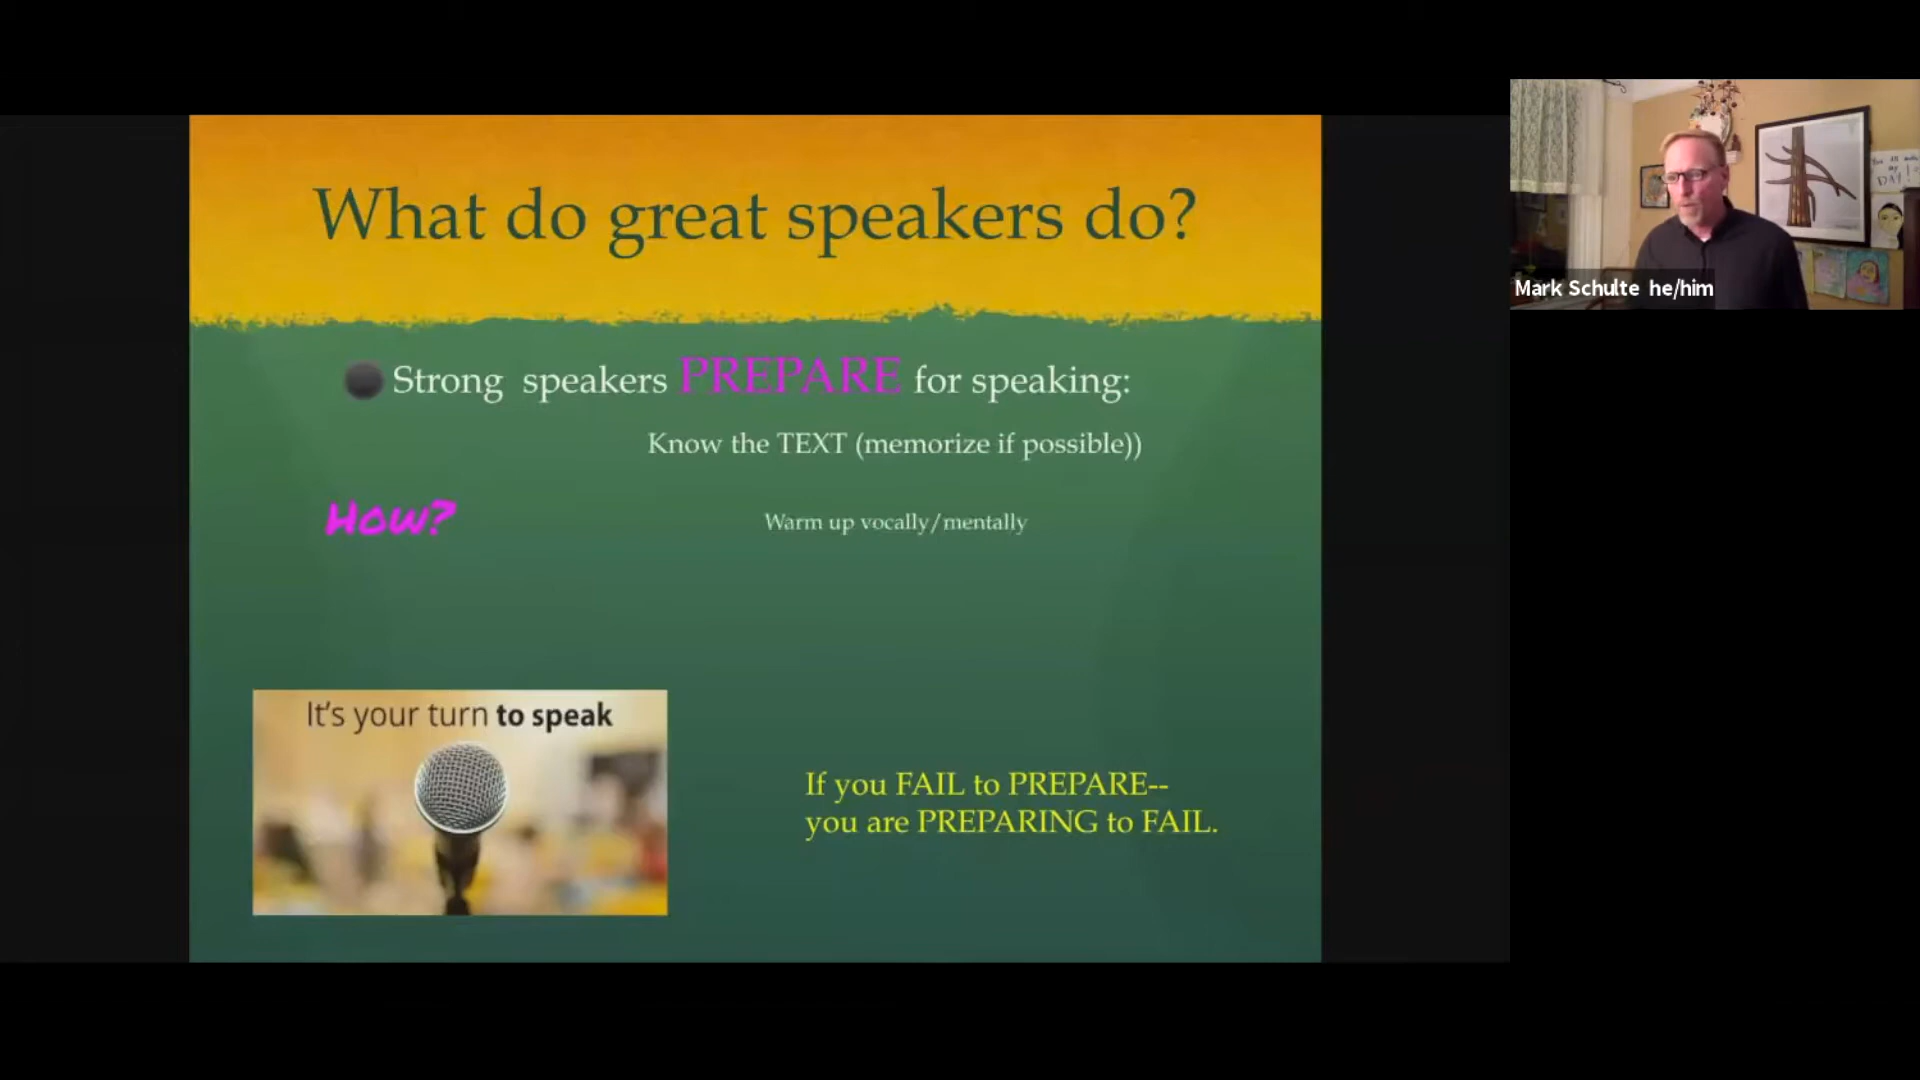 What do great speakers do?
Strong speakers PREPARE for speaking:
Know the TEXT (memorize if possible))
How?
Warm up vocally/mentally
It's your turn to speak
If you FAIL to PREPARE--
you are PREPARING to FAIL.
Mark Schulte he/him
DAY!